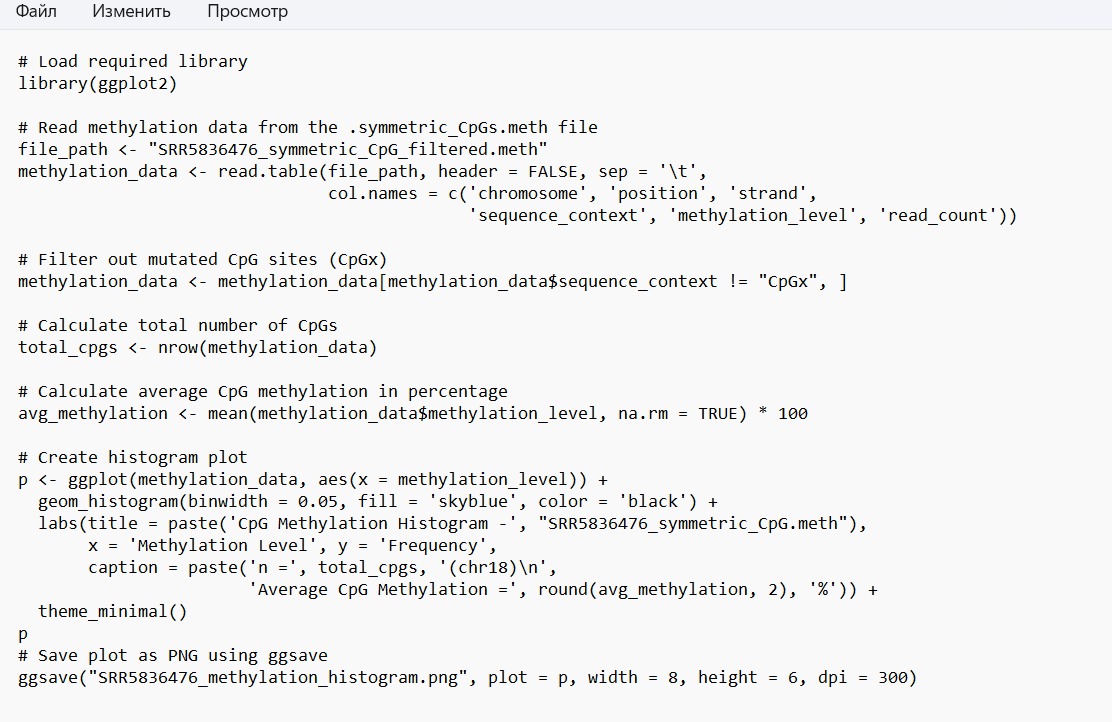 Файл Изменить Просмотр
# Load required library
library(ggplot2)
# Read methylation data from the .symmetric_CpGs.meth file
file_path <- "SRR5836476_symmetric_CpG_filtered.meth"
methylation_data <- read.table(file_path, header = FALSE, sep = '\t',
                               col.names = c('chromosome', 'position', 'strand',
                                             'sequence_context', 'methylation_level', 'read_count'))
# Filter out mutated CpG sites (CpGx)
methylation_data <- methylation_data[methylation_data$sequence_context != "CpGx", ]
# Calculate total number of CpGs
total_cpgs <- nrow(methylation_data)
# Calculate average CpG methylation in percentage
avg_methylation <- mean(methylation_data$methylation_level, na.rm = TRUE) * 100
# Create histogram plot
p <- ggplot(methylation_data, aes(x = methylation_level)) +
  geom_histogram(binwidth = 0.05, fill = 'skyblue', color = 'black') +
  labs(title = paste('CpG Methylation Histogram -', "SRR5836476_symmetric_CpG.meth"),
       x = 'Methylation Level', y = 'Frequency',
       caption = paste('n =', total_cpgs, '(chr18)\n',
                       'Average CpG Methylation =', round(avg_methylation, 2), '%')) +
  theme_minimal()
p
# Save plot as PNG using ggsave
ggsave("SRR5836476_methylation_histogram.png", plot = p, width = 8, height = 6, dpi = 300)